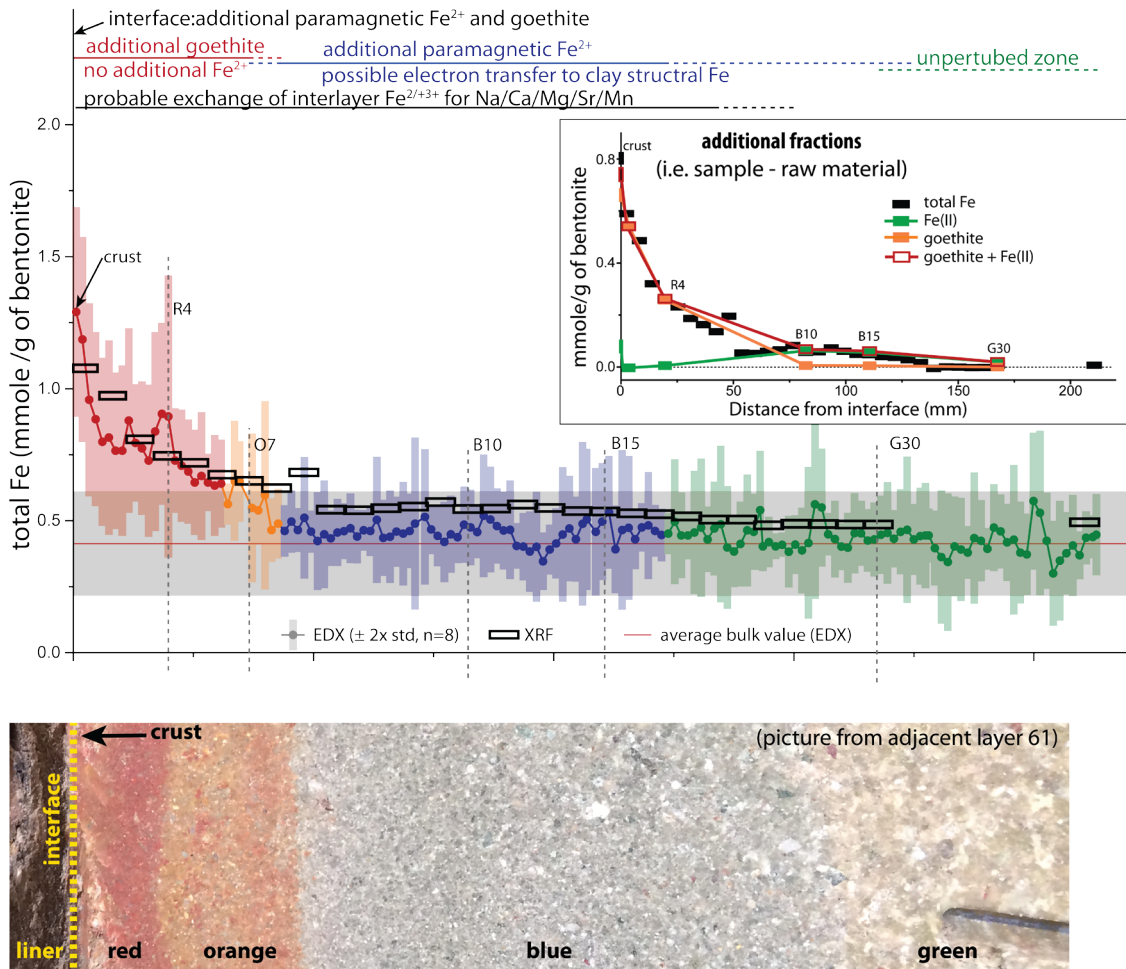 interface:additional paramagnetic Fe²⁺ and goethite
additional goethite
additional paramagnetic Fe²⁺
unpertubed zone
no additional Fe²⁺
possible electron transfer to clay structral Fe
probable exchange of interlayer Fe²/⁺³⁺ for Na/Ca/Mg/Sr/Mn
total Fe (mmole /g of bentonite)
2.0
1.5
1.0
0.5
0.0
crust
R4
O7
B10
B15
G30
EDX (± 2x std, n=8)
XRF
average bulk value (EDX)
additional fractions
(i.e. sample - raw material)
crust
total Fe
Fe(II)
goethite
goethite + Fe(II)
mmole/g of bentonite
0.8
0.4
0.0
R4
B10
B15
G30
0
50
100
150
200
Distance from interface (mm)
crust
(picture from adjacent layer 61)
interface
liner
red
orange
blue
green